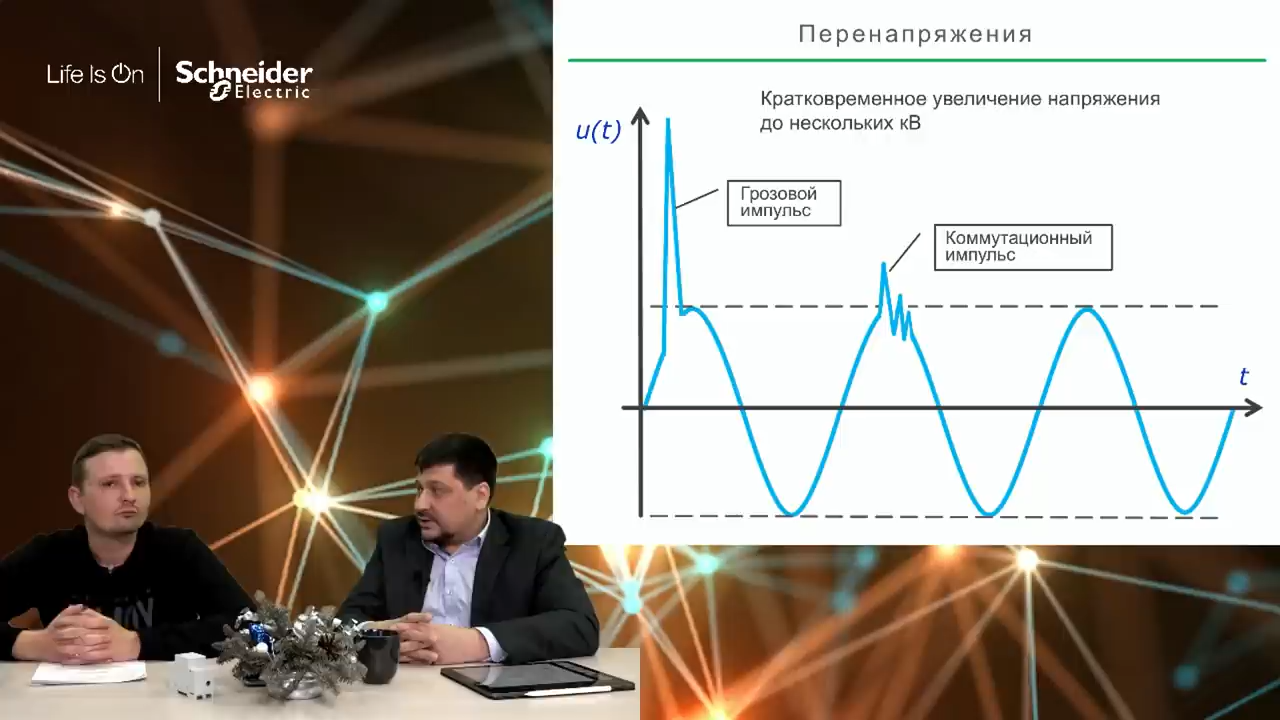 Life Is On
Schneider
Electric
Перенапряжения
Кратковременное увеличение напряжения
до нескольких кВ
u(t)
Грозовой
импульс
Коммутационный
импульс
t